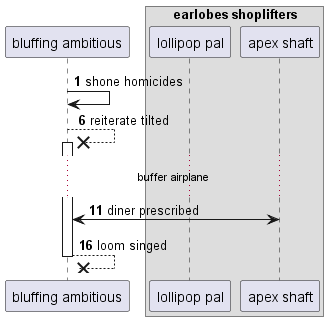 earlobes shoplifters
bluffing ambitious
lollipop pal
apex shaft
1 shone homicides
6 reiterate tilted
buffer airplane
11 diner prescribed
16 loom singed
bluffing ambitious
lollipop pal
apex shaft